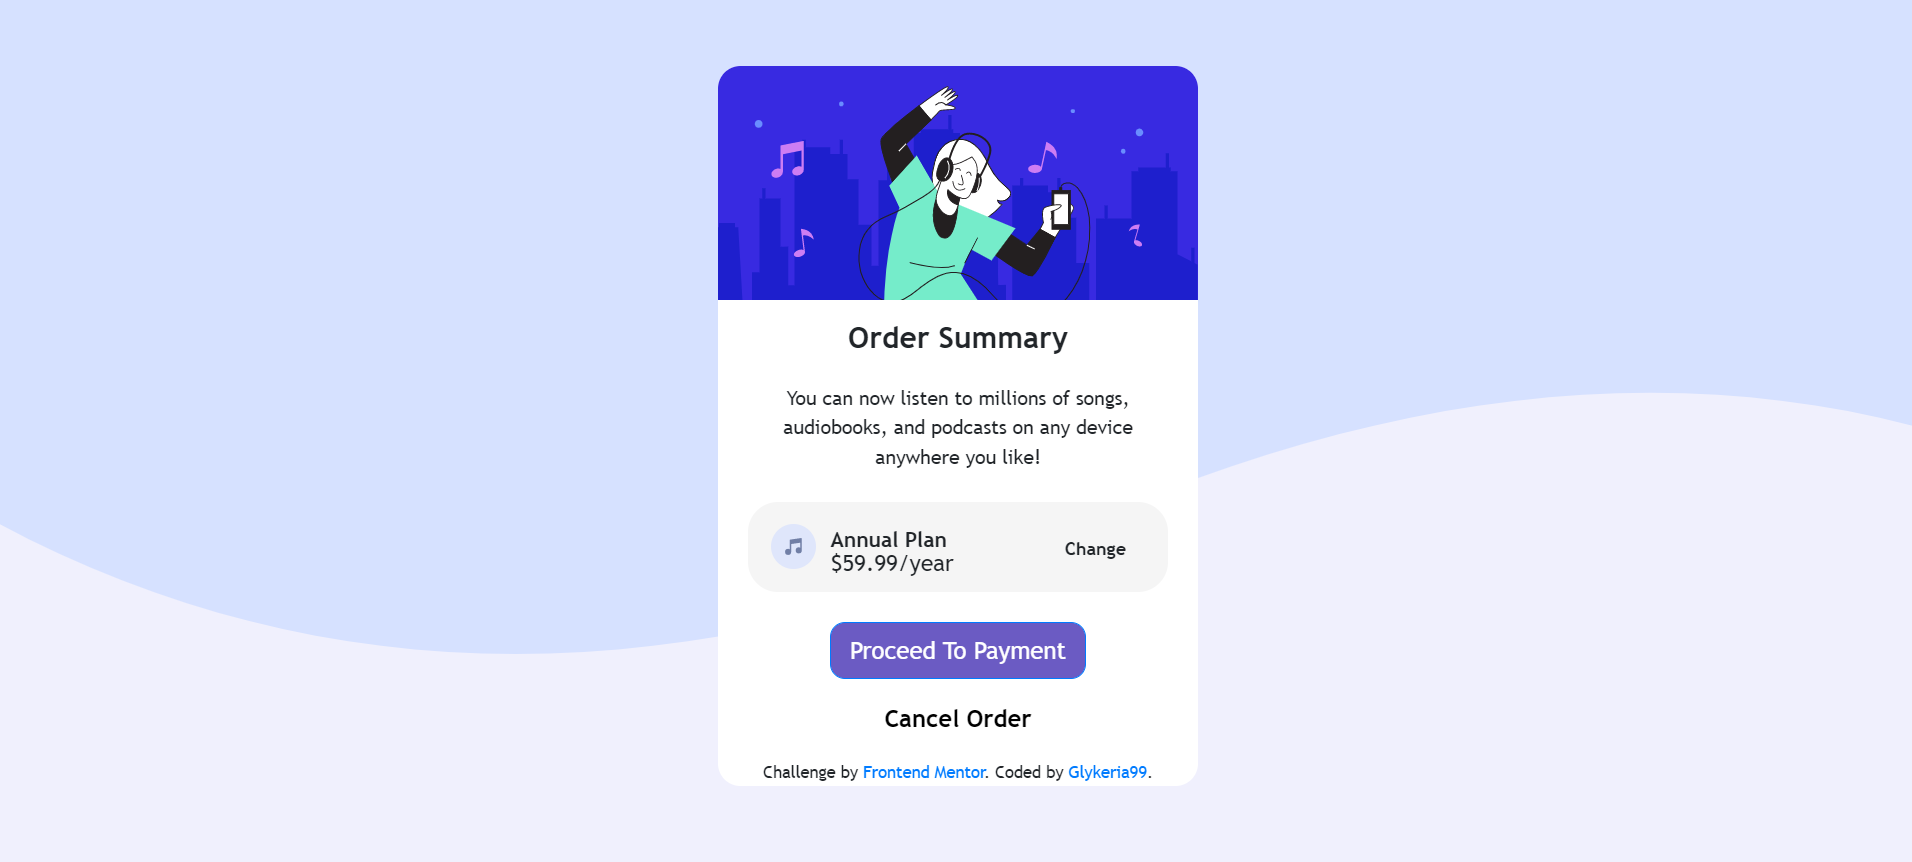 Order Summary
You can now listen to millions of songs,
audiobooks, and podcasts on any device
anywhere you like!
Annual Plan
$59.99/year
Change
Proceed To Payment
Cancel Order
Challenge by Frontend Mentor. Coded by Glykeria99.